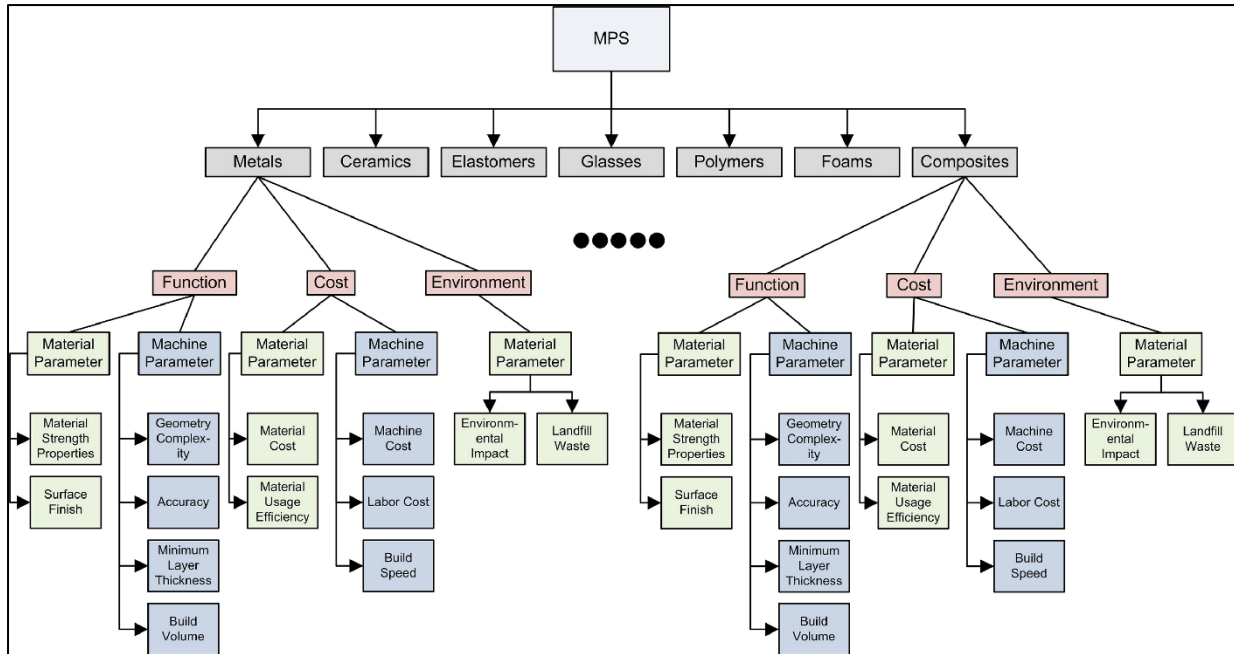 MPS
Metals Ceramics Elastomers Glasses Polymers Foams Composites
Function Cost Environment Function Cost Environment
Material
Parameter
Machine
Parameter
Material
Parameter
Machine
Parameter
Material
Parameter
Material
Parameter
Machine
Parameter
Material
Parameter
Machine
Parameter
Material
Parameter
Material
Strength
Properties
Geometry
Complex-
ity
Material
Cost
Machine
Cost
Environ-
mental
Impact
Landfill
Waste
Material
Strength
Properties
Geometry
Complex-
ity
Material
Cost
Machine
Cost
Environ-
mental
Impact
Landfill
Waste
Surface
Finish
Accuracy
Material
Usage
Efficiency
Labor Cost
Surface
Finish
Accuracy
Material
Usage
Efficiency
Labor Cost
Minimum
Layer
Thickness
Build
Speed
Minimum
Layer
Thickness
Build
Speed
Build
Volume
Build
Volume